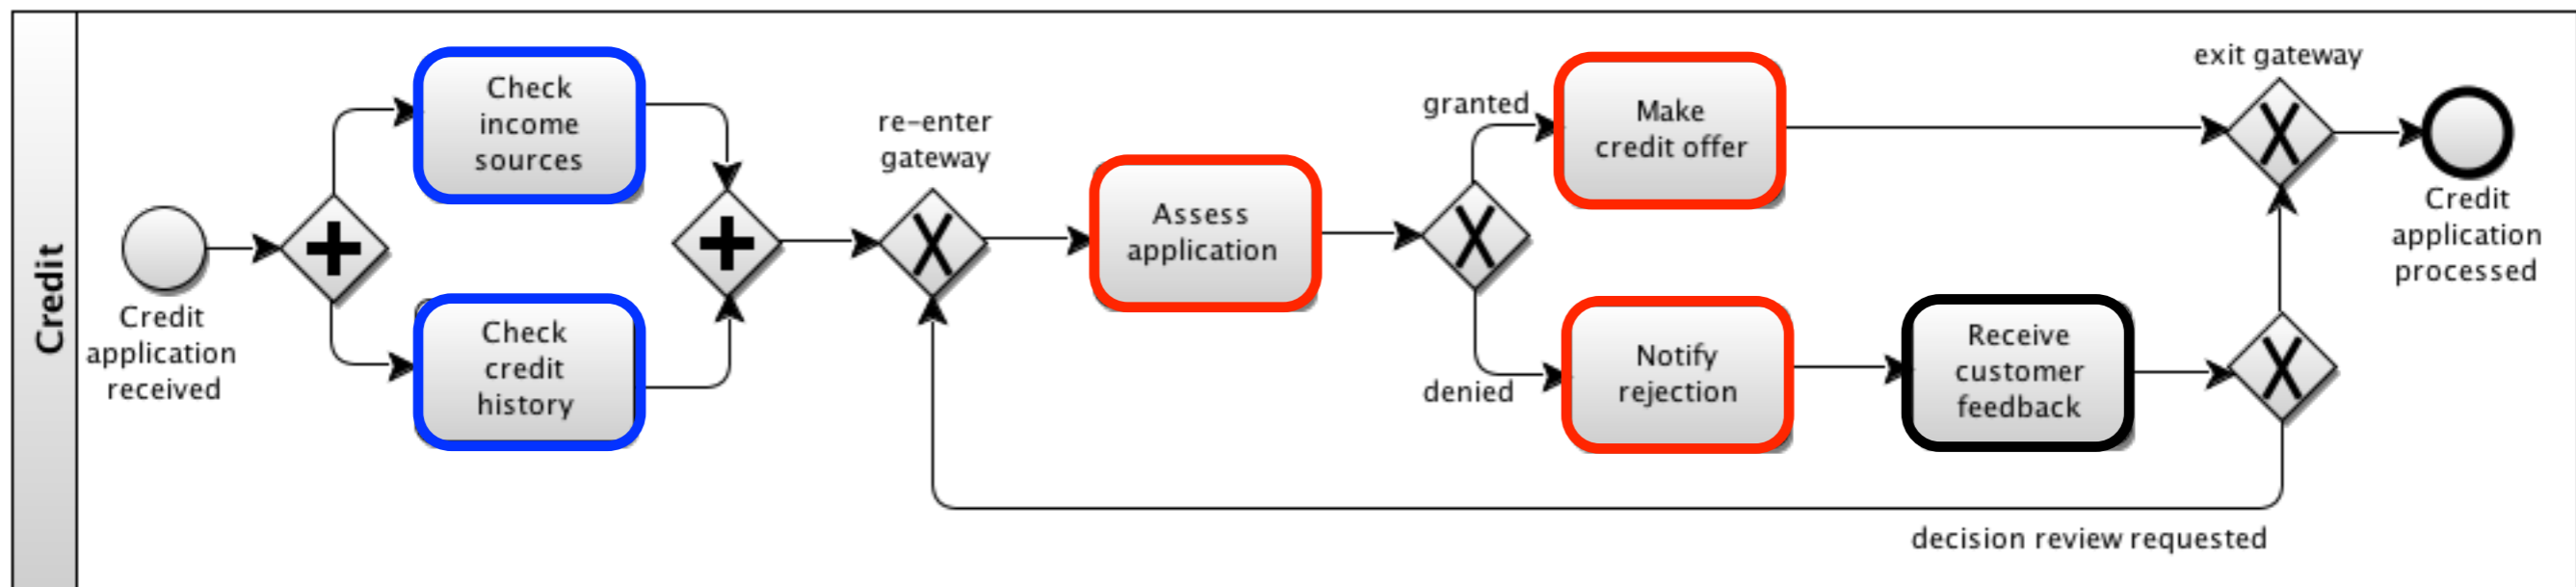 Credit
Credit
application
received
Check
income
sources
Check
credit
history
re-enter
gateway
Assess
application
granted
denied
Make
credit offer
Notify
rejection
Receive
customer
feedback
decision review requested
exit gateway
Credit
application
processed